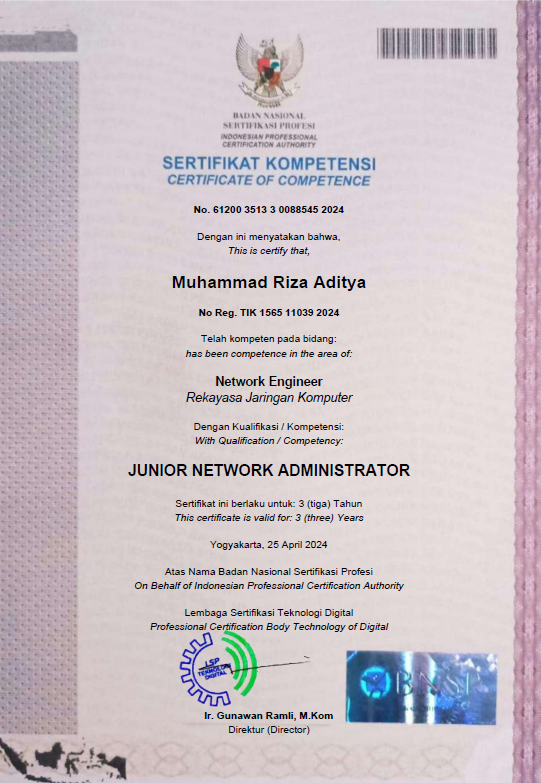 BADAN NASIONAL
SERTIFIKASI PROFESI
INDONESIAN PROFESSIONAL
CERTIFICATION AUTHORITY
SERTIFIKAT KOMPETENSI
CERTIFICATE OF COMPETENCE
No. 61200 3513 3 0088545 2024
Dengan ini menyatakan bahwa,
This is certify that,
Muhammad Riza Aditya
No Reg. TIK 1565 11039 2024
Telah kompeten pada bidang:
has been competence in the area of:
Network Engineer
Rekayasa Jaringan Komputer
Dengan Kualifikasi / Kompetensi:
With Qualification / Competency:
JUNIOR NETWORK ADMINISTRATOR
Sertifikat ini berlaku untuk: 3 (tiga) Tahun
This certificate is valid for: 3 (three) Years
Yogyakarta, 25 April 2024
Atas Nama Badan Nasional Sertifikasi Profesi
On Behalf of Indonesian Professional Certification Authority
Lembaga Sertifikasi Teknologi Digital
Professional Certification Body Technology of Digital
LSP
TEKNOLOGI
DIGITAL
BNSP
Ir. Gunawan Ramli, M.Kom
Direktur (Director)